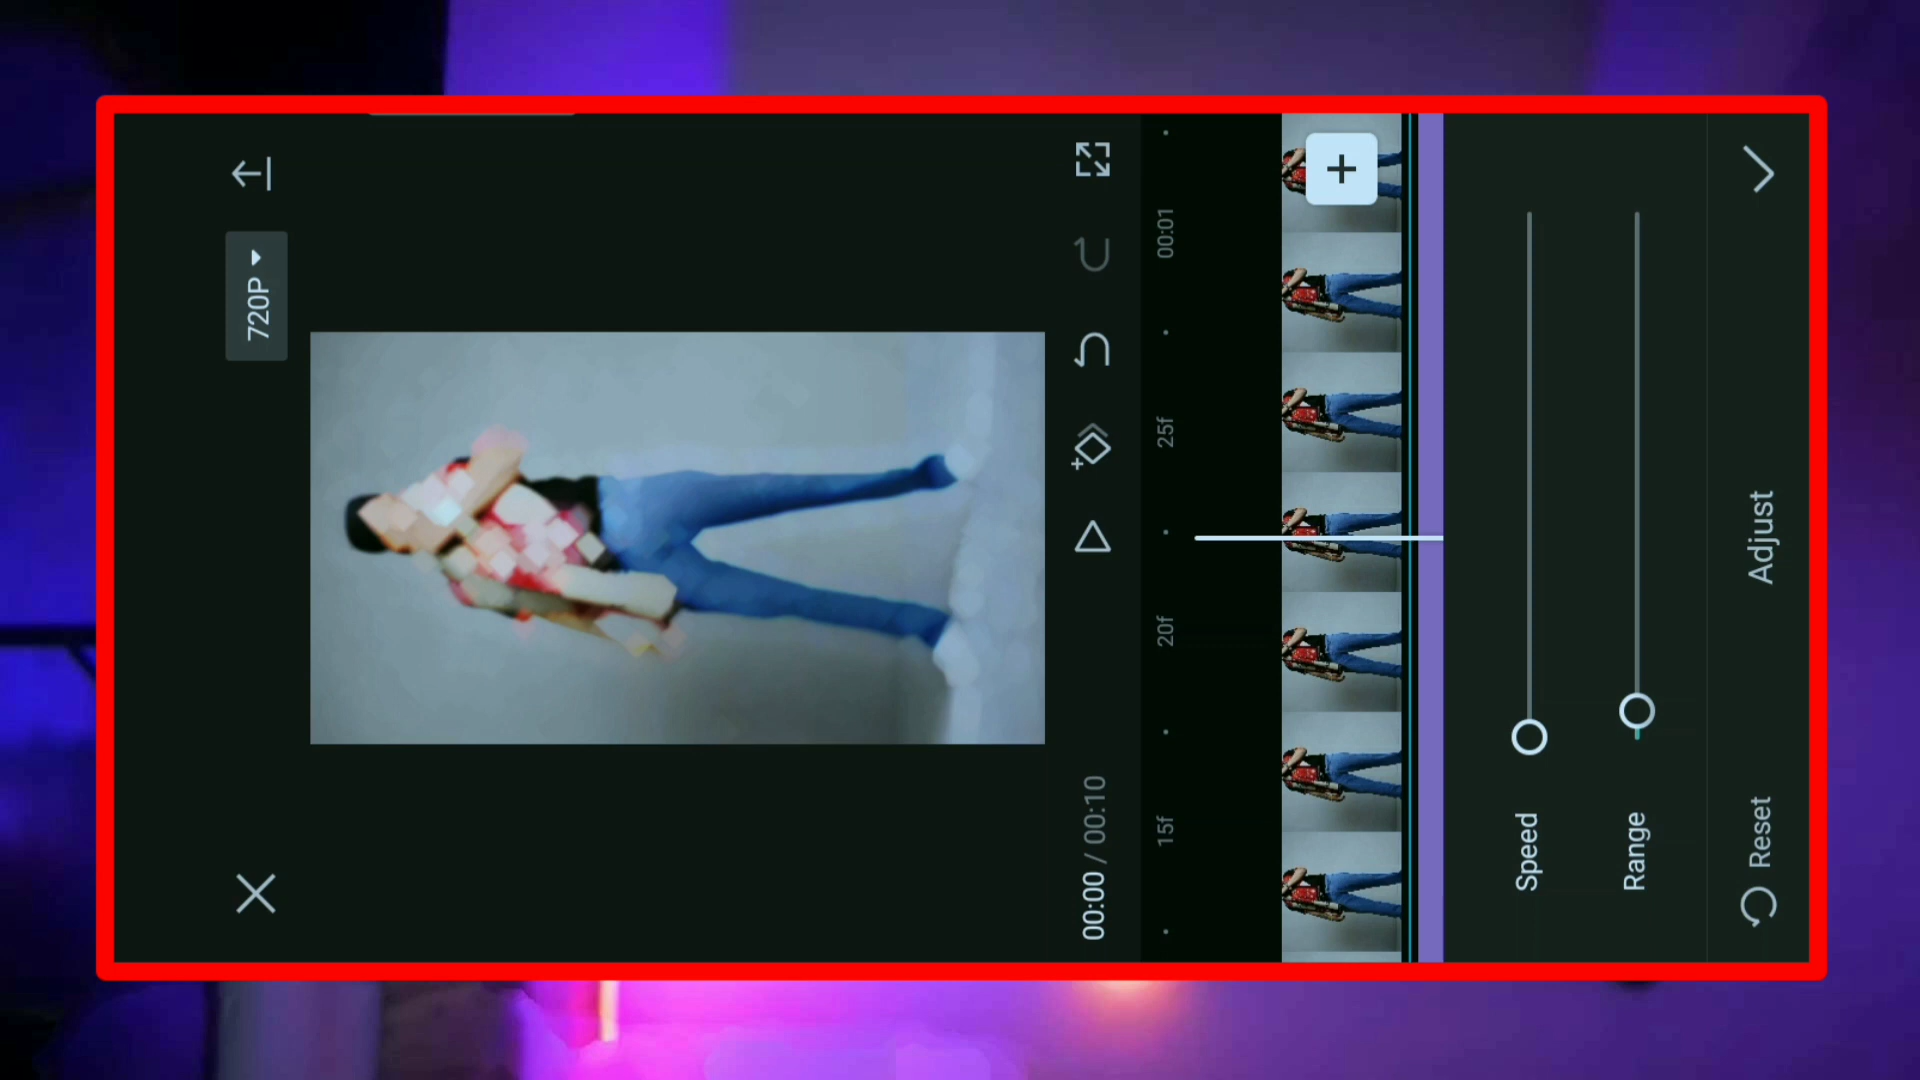 720P
00:00 / 00:10
15f
20f
25f
00:01
Speed
Range
Reset
Adjust